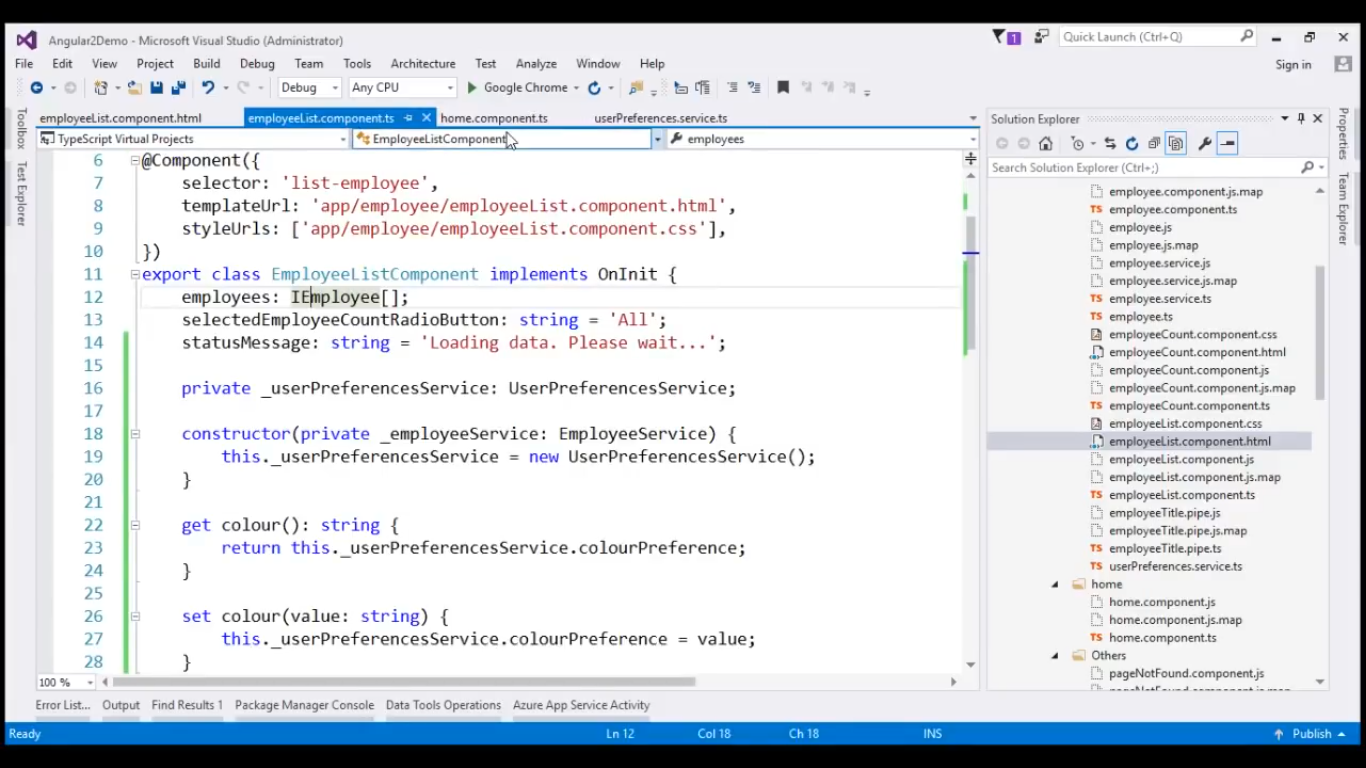 Angular2Demo - Microsoft Visual Studio (Administrator)
1
Quick Launch (Ctrl+Q)
File Edit View Project Build Debug Team Tools Architecture Test Analyze Window Help
Sign in
Debug Any CPU Google Chrome
Toolbox
Test Explorer
employeeList.component.html employeeList.component.ts home.component.ts userPreferences.service.ts
TypeScript Virtual Projects EmployeeListComponent employees
6 @Component({
7 selector: 'list-employee',
8 templateUrl: 'app/employee/employeeList.component.html',
9 styleUrls: ['app/employee/employeeList.component.css'],
10 })
11 export class EmployeeListComponent implements OnInit {
12 employees: IEmployee[];
13 selectedEmployeeCountRadioButton: string = 'All';
14 statusMessage: string = 'Loading data. Please wait...';
15
16 private _userPreferencesService: UserPreferencesService;
17
18 constructor(private _employeeService: EmployeeService) {
19 this._userPreferencesService = new UserPreferencesService();
20 }
21
22 get colour(): string {
23 return this._userPreferencesService.colourPreference;
24 }
25
26 set colour(value: string) {
27 this._userPreferencesService.colourPreference = value;
28 }
100 %
Solution Explorer
Search Solution Explorer (Ctrl+;)
employee.component.js.map
TS employee.component.ts
employee.js
employee.js.map
employee.service.js
employee.service.js.map
TS employee.service.ts
TS employee.ts
employeeCount.component.css
employeeCount.component.html
employeeCount.component.js
employeeCount.component.js.map
TS employeeCount.component.ts
employeeList.component.css
employeeList.component.html
employeeList.component.js
employeeList.component.js.map
TS employeeList.component.ts
employeeTitle.pipe.js
employeeTitle.pipe.js.map
TS employeeTitle.pipe.ts
TS userPreferences.service.ts
home
home.component.js
home.component.js.map
TS home.component.ts
Others
pageNotFound.component.js
Properties
Team Explorer
Error List... Output Find Results 1 Package Manager Console Data Tools Operations Azure App Service Activity
Ready Ln 12 Col 18 Ch 18 INS Publish